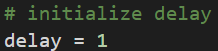 # initialize delay
delay = 1